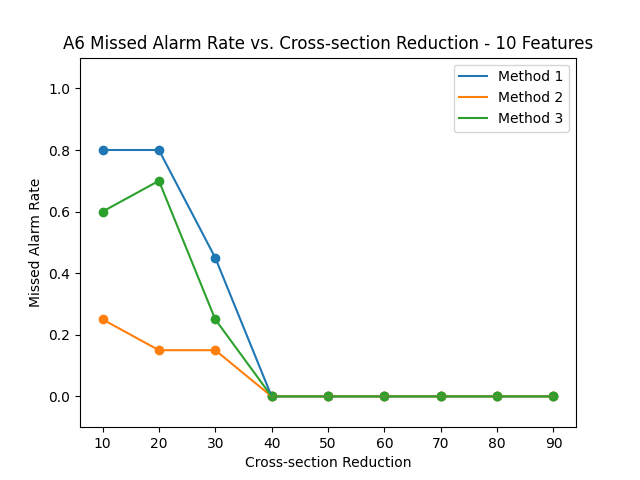 A6 Missed Alarm Rate vs. Cross-section Reduction - 10 Features
Method 1
Method 2
Method 3
1.0
0.8
0.6
0.4
0.2
0.0
Missed Alarm Rate
10 20 30 40 50 60 70 80 90
Cross-section Reduction